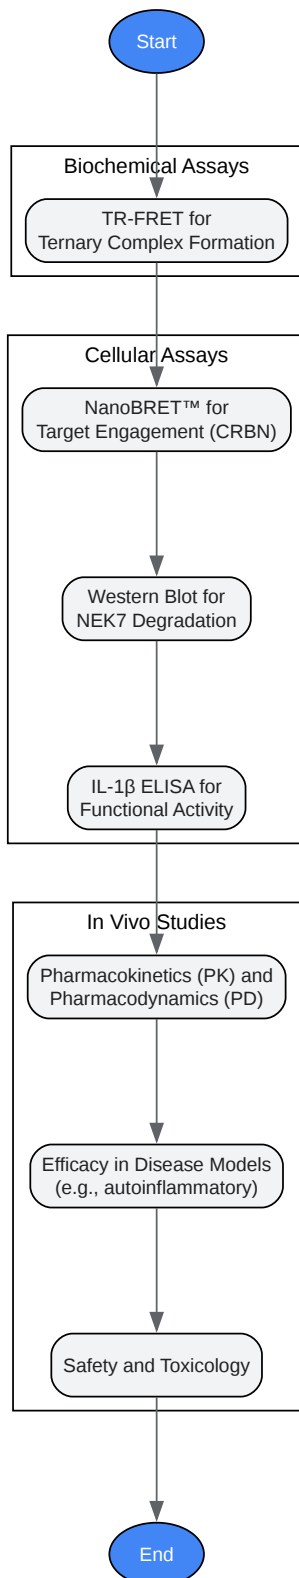 Start
Biochemical Assays
TR-FRET for
Ternary Complex Formation
Cellular Assays
NanoBRET™ for
Target Engagement (CRBN)
Western Blot for
NEK7 Degradation
IL-1β ELISA for
Functional Activity
In Vivo Studies
Pharmacokinetics (PK) and
Pharmacodynamics (PD)
Efficacy in Disease Models
(e.g., autoinflammatory)
Safety and Toxicology
End